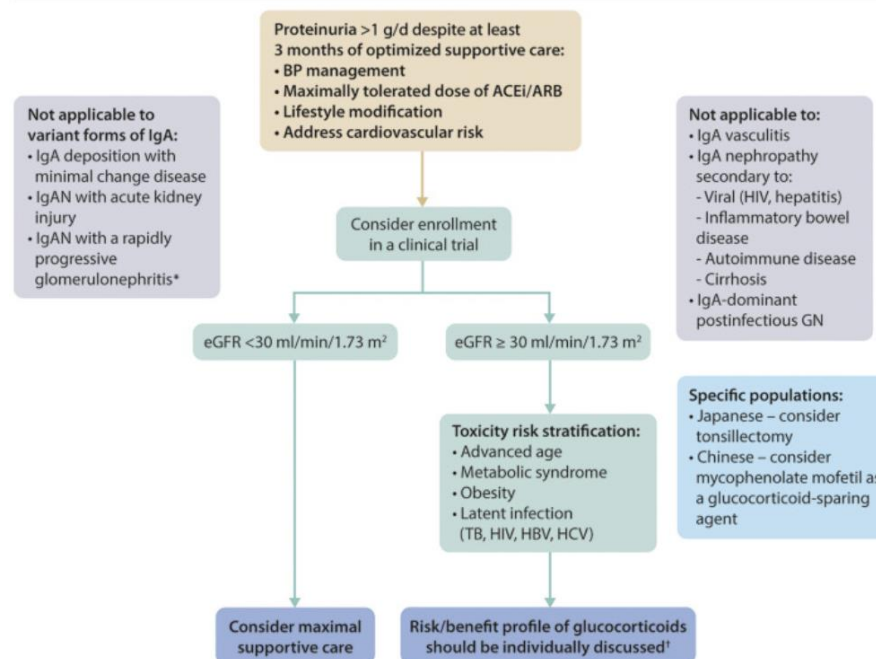 Proteinuria >1 g/d despite at least
3 months of optimized supportive care:
• BP management
• Maximally tolerated dose of ACEi/ARB
• Lifestyle modification
• Address cardiovascular risk
Not applicable to
variant forms of IgA:
• IgA deposition with
minimal change disease
• IgAN with acute kidney
injury
• IgAN with a rapidly
progressive
glomerulonephritis*
Not applicable to:
• IgA vasculitis
• IgA nephropathy
secondary to:
- Viral (HIV, hepatitis)
- Inflammatory bowel
disease
- Autoimmune disease
- Cirrhosis
• IgA-dominant
postinfectious GN
Consider enrollment
in a clinical trial
eGFR <30 ml/min/1.73 m²
eGFR ≥ 30 ml/min/1.73 m²
Specific populations:
• Japanese – consider
tonsillectomy
• Chinese – consider
mycophenolate mofetil as
a glucocorticoid-sparing
agent
Toxicity risk stratification:
• Advanced age
• Metabolic syndrome
• Obesity
• Latent infection
(TB, HIV, HBV, HCV)
Consider maximal
supportive care
Risk/benefit profile of glucocorticoids
should be individually discussed†